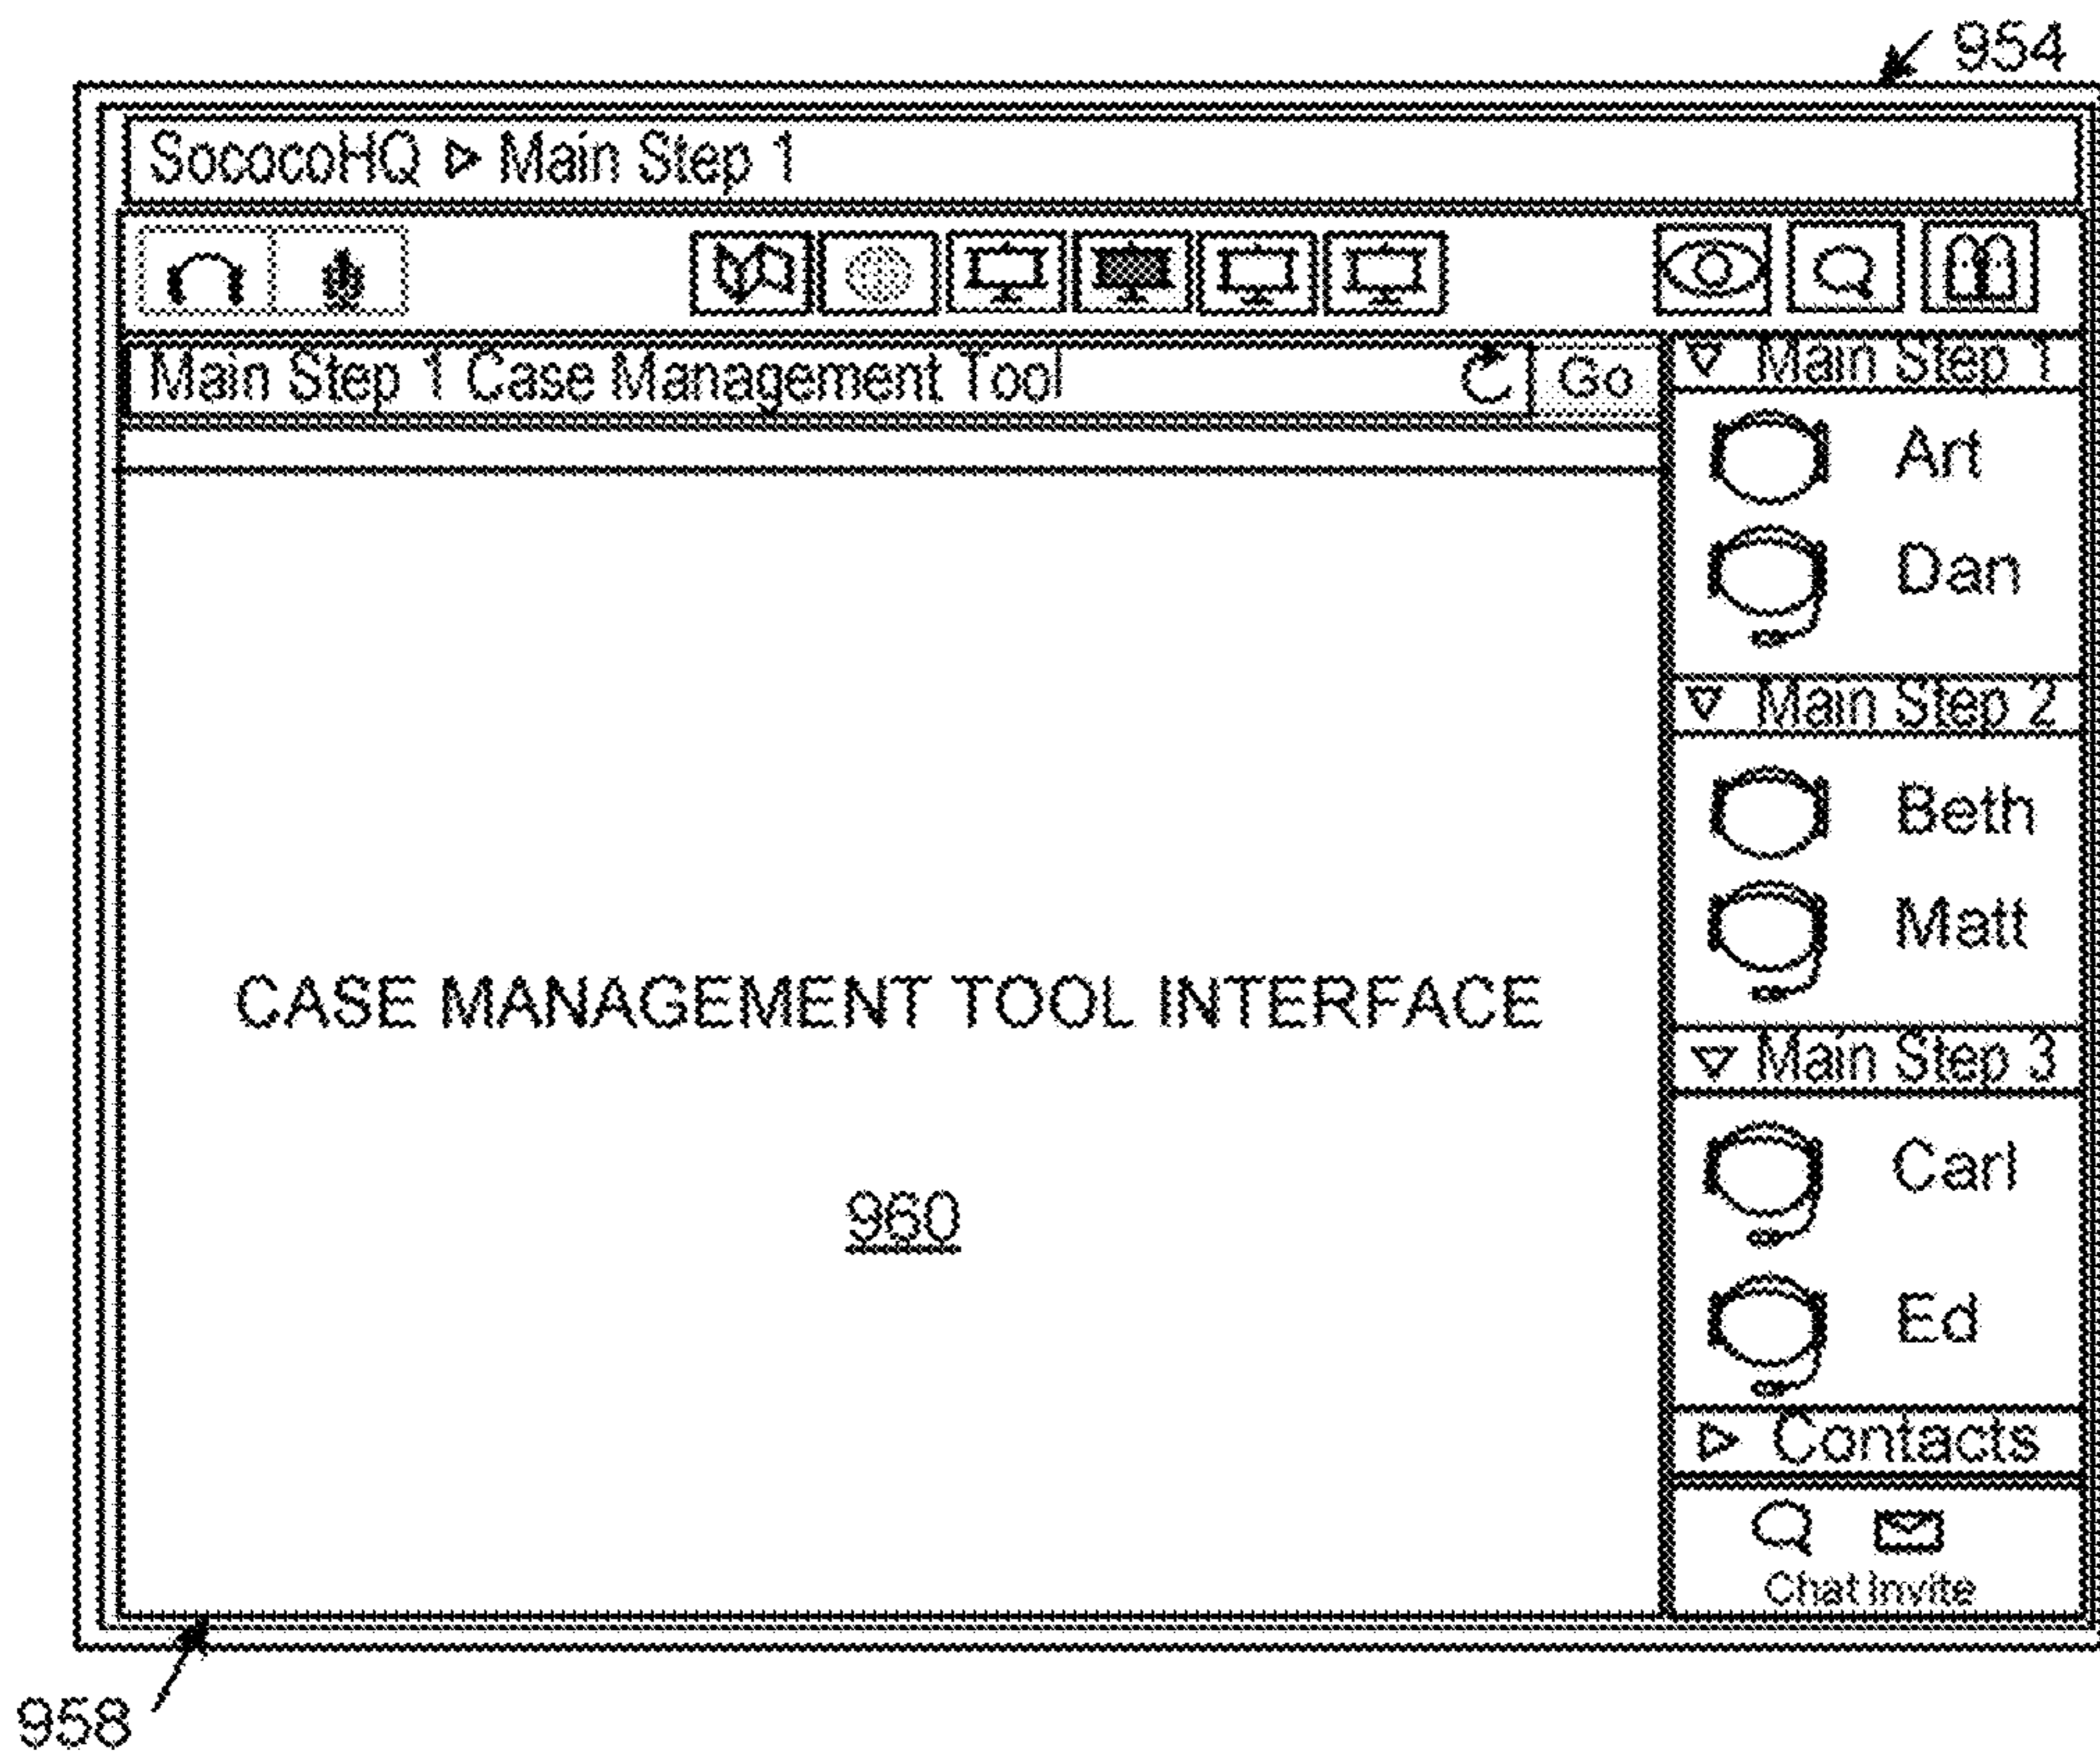 954
SococoHQ ▷ Main Step 1
Main Step 1 Case Management Tool
Go
CASE MANAGEMENT TOOL INTERFACE
960
▽ Main Step 1
Art
Dan
▽ Main Step 2
Beth
Matt
▽ Main Step 3
Carl
Ed
▷ Contacts
Chat Invite
958